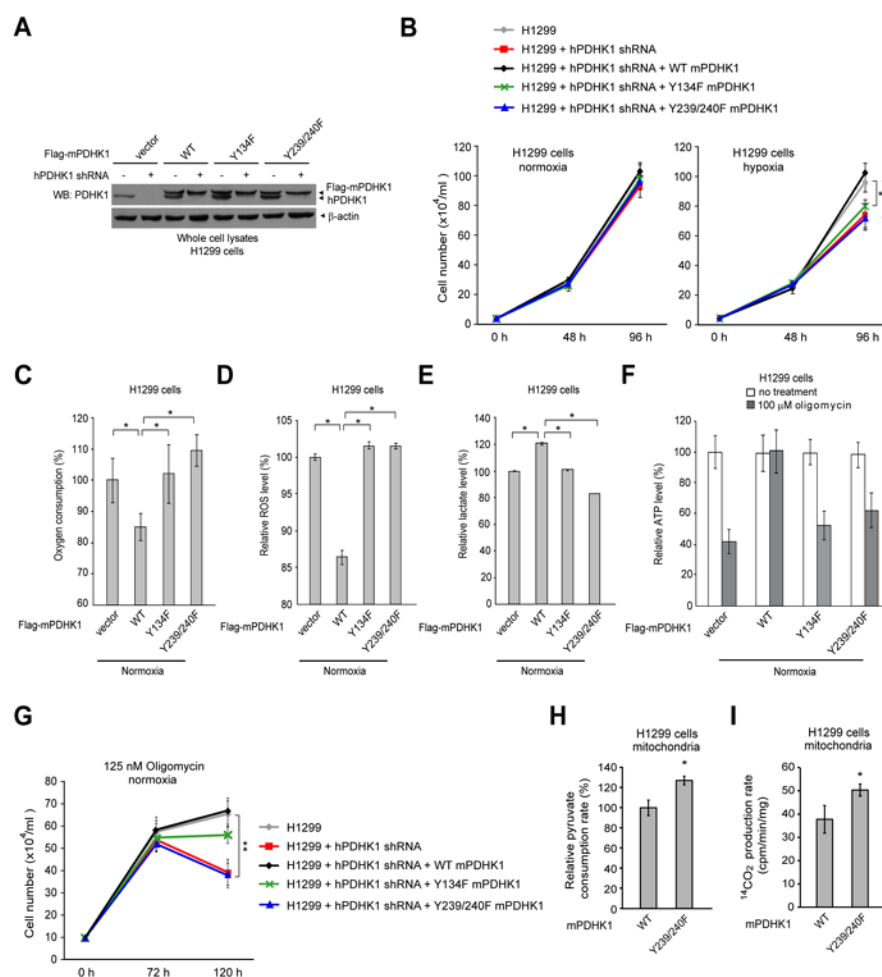 A
Flag-mPDHK1
vector
WT
Y134F
Y239/240F
hPDHK1 shRNA
- + - + - + - +
WB: PDHK1
Flag-mPDHK1
hPDHK1
β-actin
Whole cell lysates
H1299 cells
B
H1299
H1299 + hPDHK1 shRNA
H1299 + hPDHK1 shRNA + WT mPDHK1
H1299 + hPDHK1 shRNA + Y134F mPDHK1
H1299 + hPDHK1 shRNA + Y239/240F mPDHK1
H1299 cells
normoxia
Cell number (x10⁴/ml)
120
100
80
60
40
20
0
0 h 48 h 96 h
H1299 cells
hypoxia
120
100
80
60
40
20
0
*
0 h 48 h 96 h
C
H1299 cells
Oxygen consumption (%)
120
110
100
90
80
70
60
* * *
Flag-mPDHK1
vector
WT
Y134F
Y239/240F
Normoxia
D
H1299 cells
Relative ROS level (%)
105
100
95
90
85
80
* * *
vector
WT
Y134F
Y239/240F
Normoxia
E
H1299 cells
Relative lactate level (%)
140
120
100
80
60
40
20
0
* * *
Flag-mPDHK1
vector
WT
Y134F
Y239/240F
Normoxia
F
H1299 cells
no treatment
100 μM oligomycin
Relative ATP level (%)
120
100
80
60
40
20
0
Flag-mPDHK1
vector
WT
Y134F
Y239/240F
Normoxia
G
125 nM Oligomycin
normoxia
Cell number (x10⁴/ml)
80
70
60
50
40
30
20
10
0
**
0 h 72 h 120 h
H1299
H1299 + hPDHK1 shRNA
H1299 + hPDHK1 shRNA + WT mPDHK1
H1299 + hPDHK1 shRNA + Y134F mPDHK1
H1299 + hPDHK1 shRNA + Y239/240F mPDHK1
H
H1299 cells
mitochondria
Relative pyruvate
consumption rate (%)
140
120
100
80
60
40
20
0
*
mPDHK1
WT
Y239/240F
I
H1299 cells
mitochondria
¹⁴CO₂ production rate
(cpm/min/mg)
60
50
40
30
20
10
0
*
WT
Y239/240F